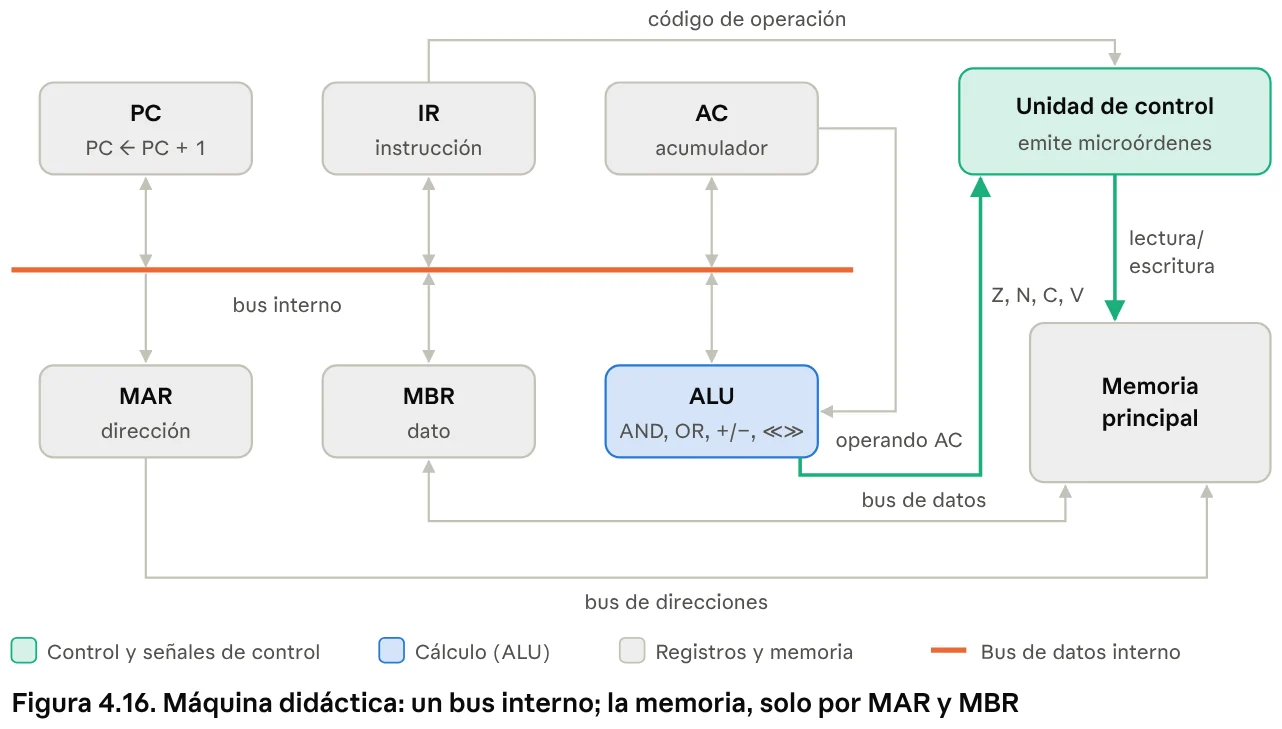 código de operación
PC
PC ← PC + 1
IR
instrucción
AC
acumulador
Unidad de control
emite microórdenes
lectura/
escritura
Z, N, C, V
bus interno
MAR
dirección
MBR
dato
ALU
AND, OR, +/−, ≪≫
operando AC
Memoria
principal
bus de datos
bus de direcciones
Control y señales de control
Cálculo (ALU)
Registros y memoria
Bus de datos interno
Figura 4.16. Máquina didáctica: un bus interno; la memoria, solo por MAR y MBR